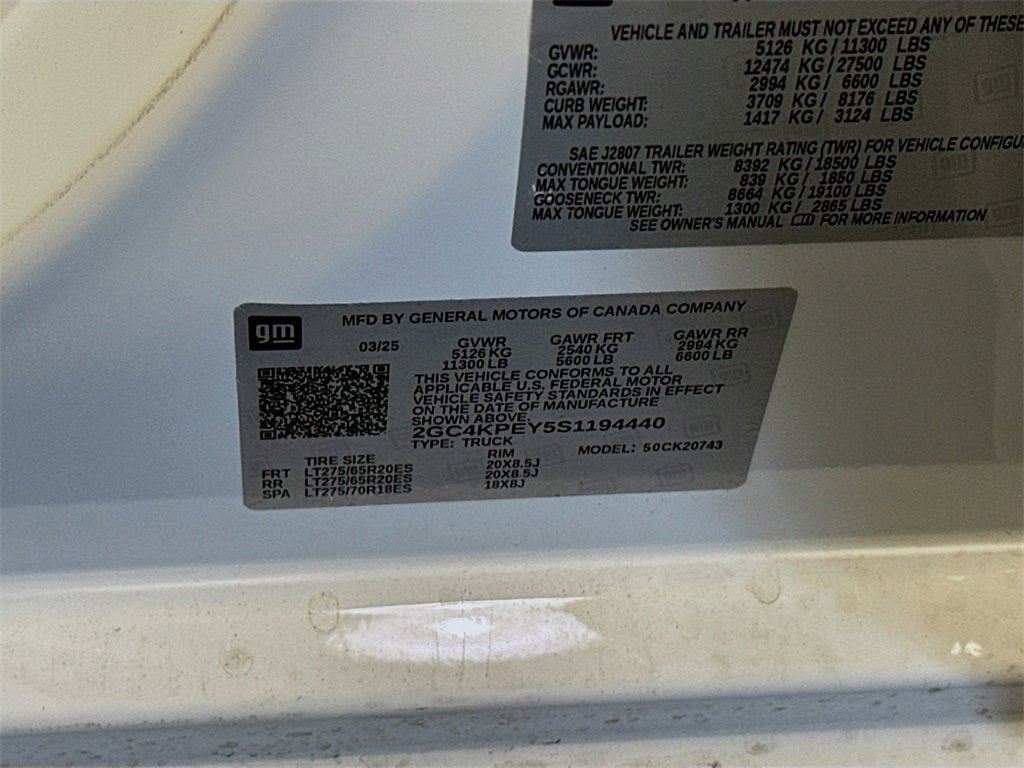 VEHICLE AND TRAILER MUST NOT EXCEED ANY OF THESE
GVWR: 5126 KG/11300 LBS
GCWR: 12474 KG/27500 LBS
RGAWR: 2994 KG/ 6600 LBS
CURB WEIGHT: 3709 KG/ 8176 LBS
MAX PAYLOAD: 1417 KG/ 3124 LBS
SAE J2807 TRAILER WEIGHT RATING (TWR) FOR VEHICLE CONFIGU
CONVENTIONAL TWR: 8392 KG/18500 LBS
MAX TONGUE WEIGHT: 839 KG/ 1850 LBS
GOOSENECK TWR: 8664 KG/19100 LBS
MAX TONGUE WEIGHT: 1300 KG/ 2865 LBS
SEE OWNER'S MANUAL FOR MORE INFORMATION
gm
MFD BY GENERAL MOTORS OF CANADA COMPANY
03/25 GVWR GAWR FRT GAWR RR
5126 KG 2540 KG 2994 KG
11300 LB 5600 LB 6600 LB
THIS VEHICLE CONFORMS TO ALL
APPLICABLE U.S. FEDERAL MOTOR
VEHICLE SAFETY STANDARDS IN EFFECT
ON THE DATE OF MANUFACTURE
SHOWN ABOVE.
2GC4KPEY5S1194440
TYPE: TRUCK MODEL: 50CK20743
TIRE SIZE RIM
FRT LT275/65R20ES 20X8.5J
RR LT275/65R20ES 20X8.5J
SPA LT275/70R18ES 18X8J